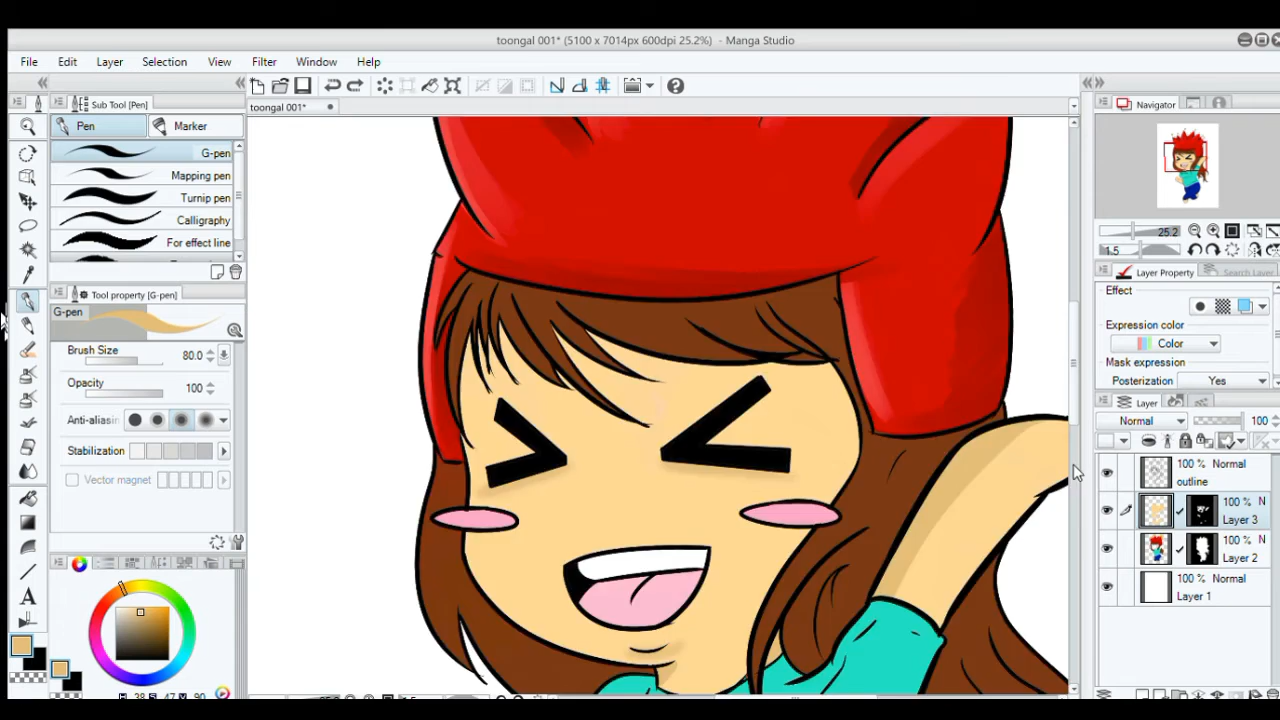 toongal 001* (5100 x 7014px 600dpi 25.2%) - Manga Studio
File Edit Layer Selection View Filter Window Help
Sub Tool [Pen]
toongal 001*
Navigator
Pen Marker
G-pen
Mapping pen
Turnip pen
Calligraphy
For effect line
25.2
1.5
Tool property [G-pen]
Layer Property Search Layer
G-pen
Effect
Brush Size 80.0
Expression color
Color
Opacity 100
Mask expression
Posterization Yes
Anti-aliasin
Layer
Normal 100
Stabilization
Vector magnet
100 % Normal
outline
100 % N
Layer 3
100 % N
Layer 2
100 % Normal
Layer 1
A
H 38 S 47 V 90